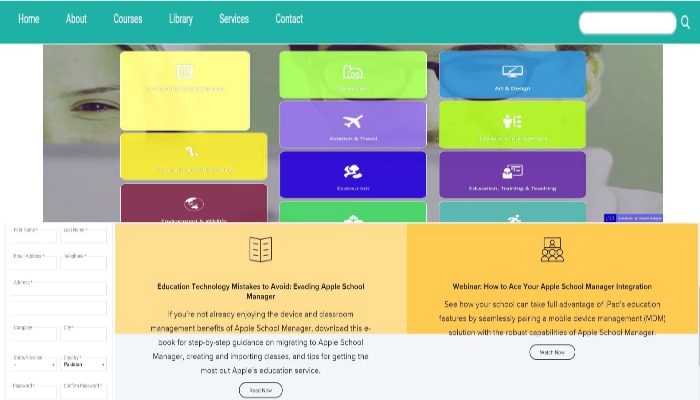 Home About Courses Library Services Contact
Art & Design
Aviation & Travel
Ecotourism
Education, Training & Teaching
Environment & Wildlife
Leave a message
First Name * Last Name *
Email Address * Telephone *
Address *
Company City *
State/Province Country *
- Pakistan
Password * Confirm Password *
Education Technology Mistakes to Avoid: Evading Apple School
Manager
If you're not already enjoying the device and classroom
management benefits of Apple School Manager, download this e-
book for step-by-step guidance on migrating to Apple School
Manager, creating and importing classes, and tips for getting the
most out Apple's education service.
Read Now
Webinar: How to Ace Your Apple School Manager Integration
See how your school can take full advantage of iPad's education
features by seamlessly pairing a mobile device management (MDM)
solution with the robust capabilities of Apple School Manager.
Watch Now